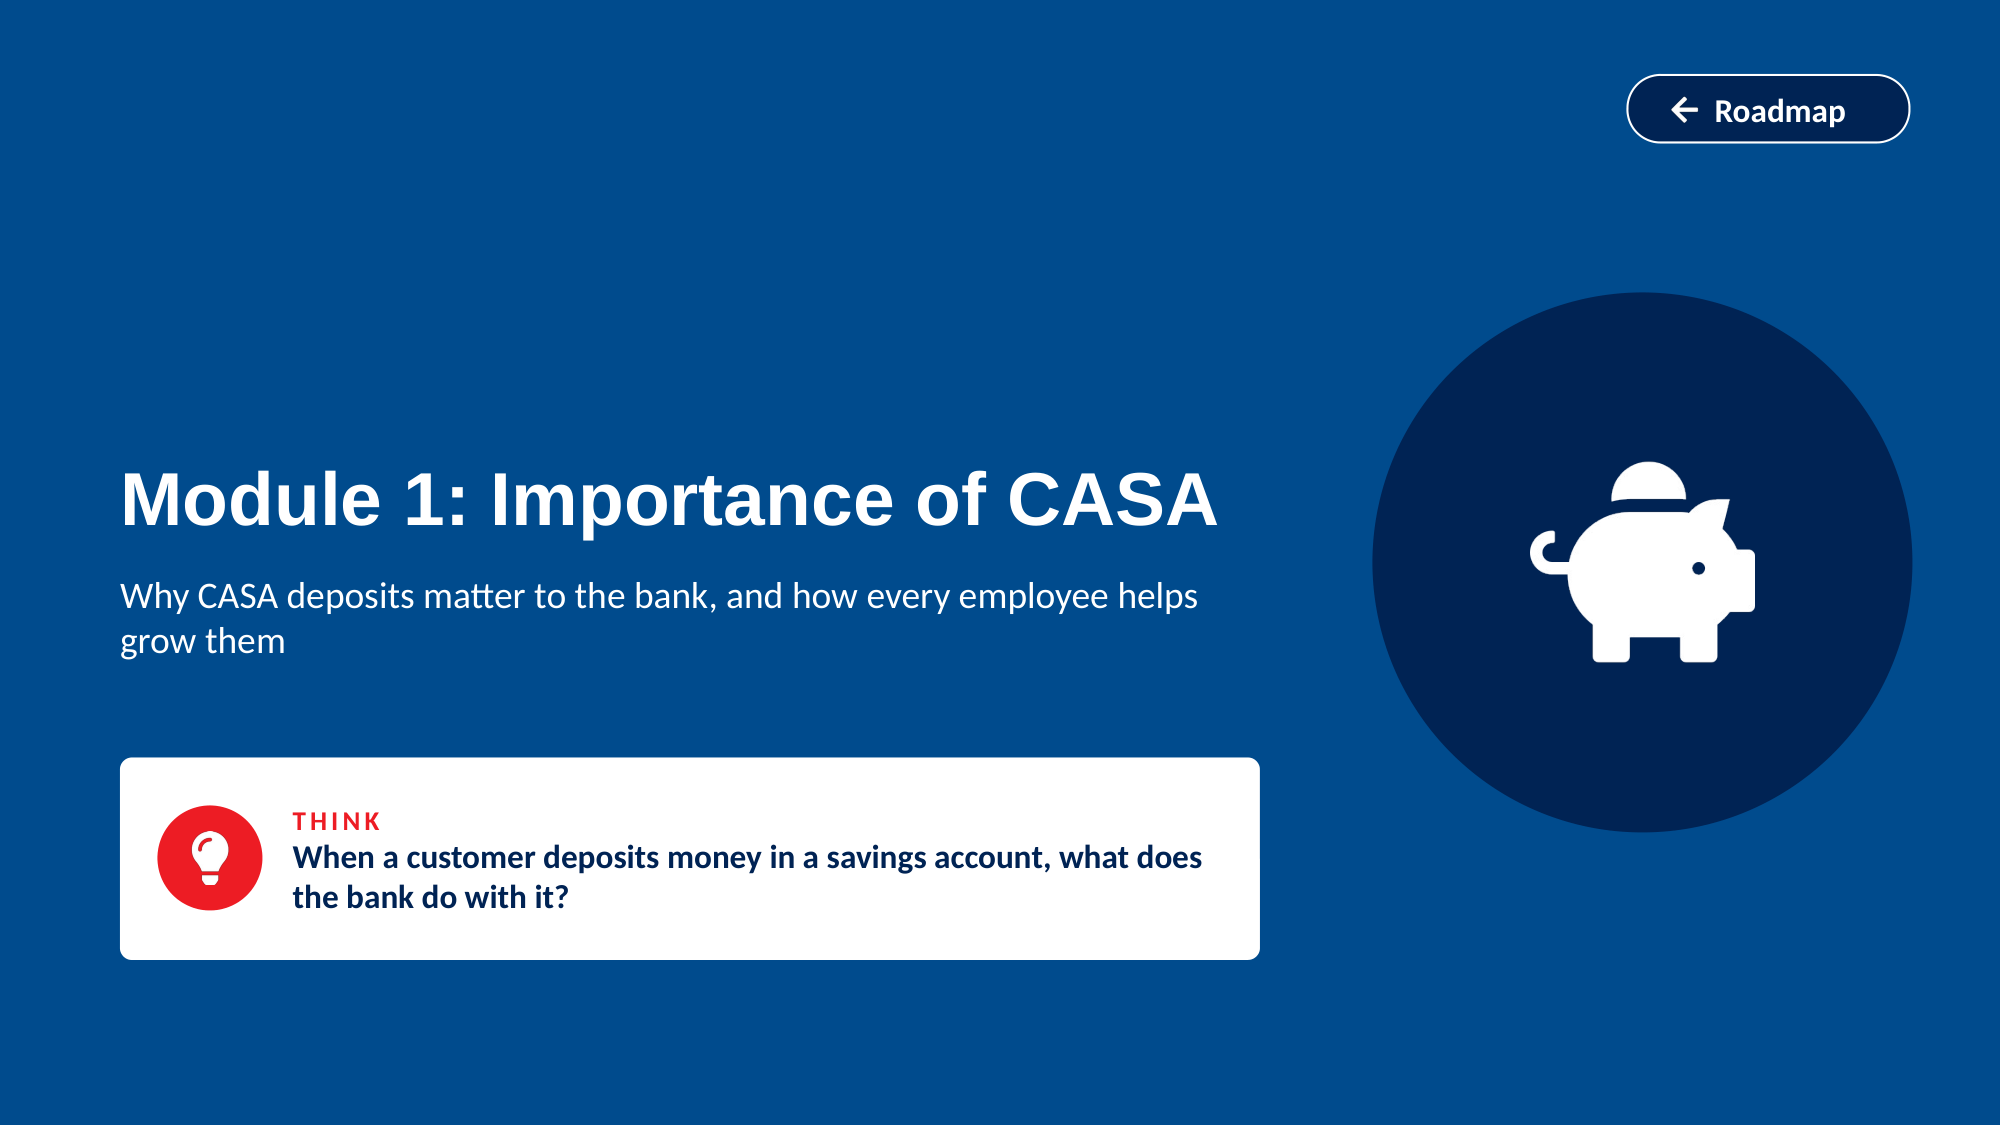 Roadmap
Module 1: Importance of CASA
Why CASA deposits matter to the bank, and how every employee helps
grow them
THINK
When a customer deposits money in a savings account, what does
the bank do with it?